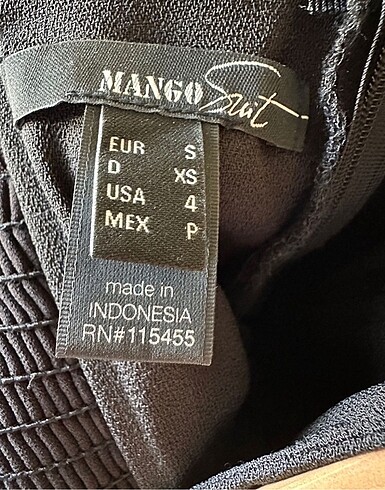 MANGO Suit
EUR S
D XS
USA 4
MEX P
made in
INDONESIA
RN#115455